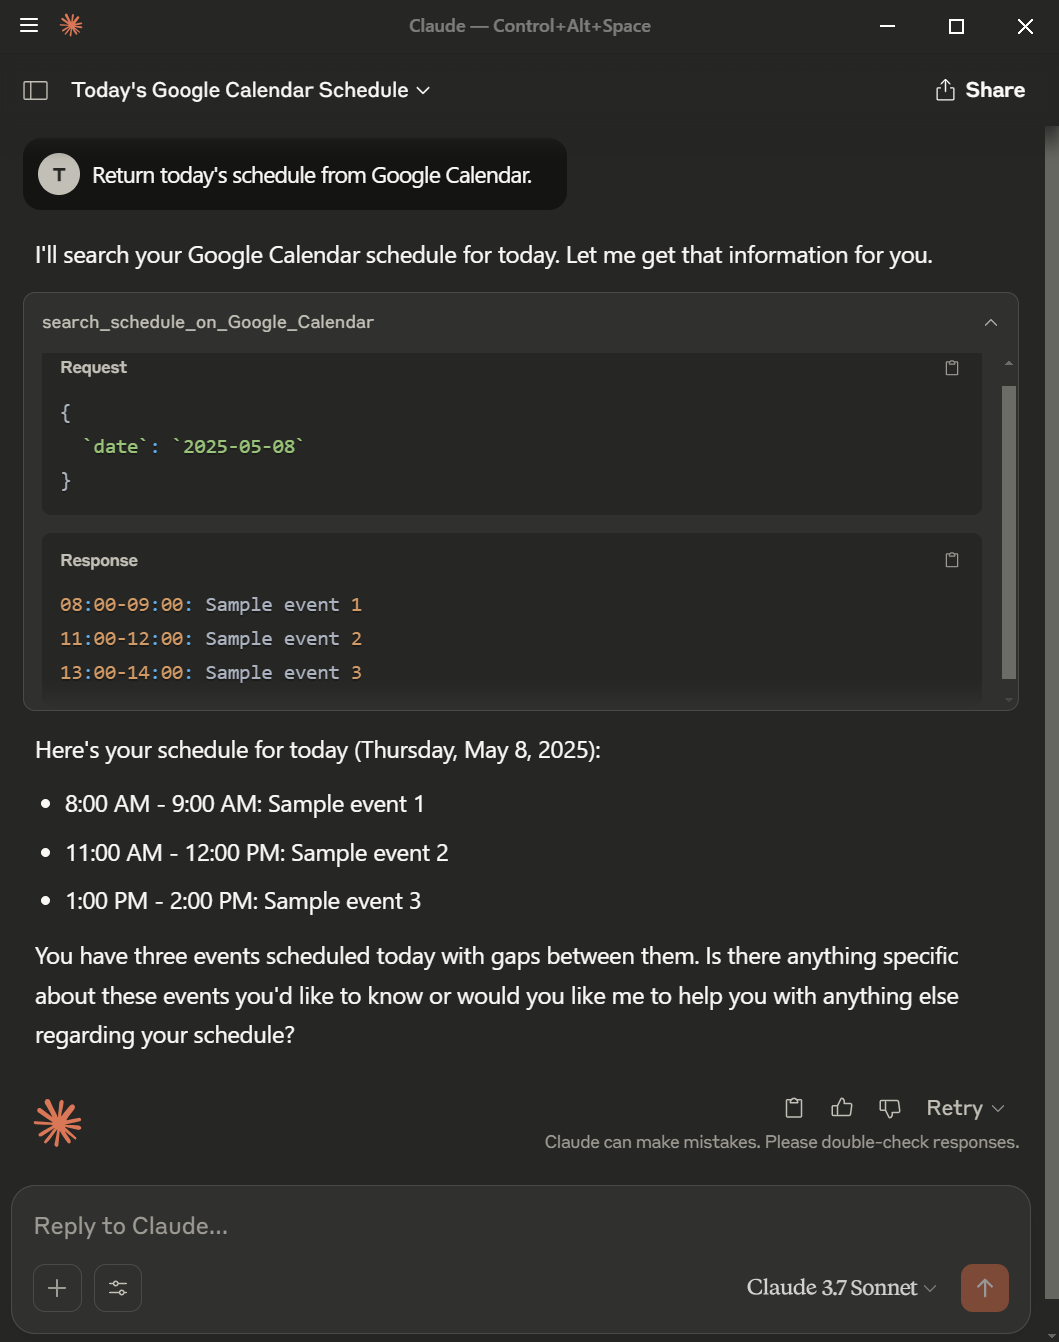 Claude — Control+Alt+Space
Today's Google Calendar Schedule
Share
T
Return today's schedule from Google Calendar.
I'll search your Google Calendar schedule for today. Let me get that information for you.
search_schedule_on_Google_Calendar
Request
{
`date`: `2025-05-08`
}
Response
08:00-09:00: Sample event 1
11:00-12:00: Sample event 2
13:00-14:00: Sample event 3
Here's your schedule for today (Thursday, May 8, 2025):
• 8:00 AM - 9:00 AM: Sample event 1
• 11:00 AM - 12:00 PM: Sample event 2
• 1:00 PM - 2:00 PM: Sample event 3
You have three events scheduled today with gaps between them. Is there anything specific
about these events you'd like to know or would you like me to help you with anything else
regarding your schedule?
Retry
Claude can make mistakes. Please double-check responses.
Reply to Claude...
Claude 3.7 Sonnet